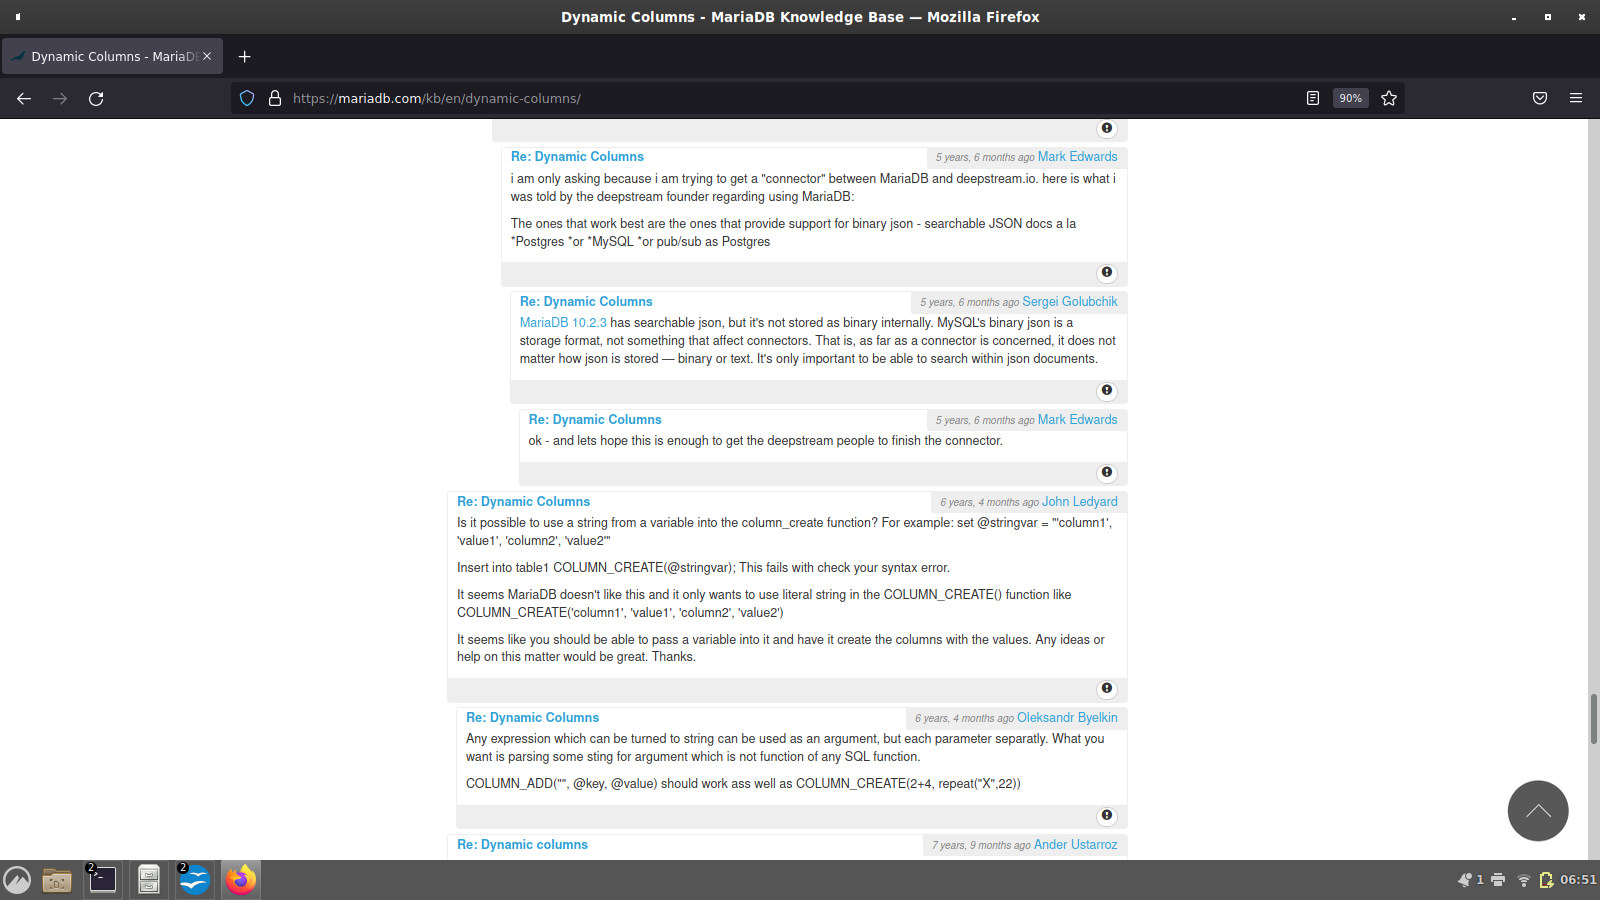 Dynamic Columns - MariaDB Knowledge Base — Mozilla Firefox
Dynamic Columns - MariaDB
https://mariadb.com/kb/en/dynamic-columns/
90%
Re: Dynamic Columns
5 years, 6 months ago Mark Edwards
i am only asking because i am trying to get a "connector" between MariaDB and deepstream.io. here is what i
was told by the deepstream founder regarding using MariaDB:
The ones that work best are the ones that provide support for binary json - searchable JSON docs a la
*Postgres *or *MySQL *or pub/sub as Postgres
Re: Dynamic Columns
5 years, 6 months ago Sergei Golubchik
MariaDB 10.2.3 has searchable json, but it's not stored as binary internally. MySQL's binary json is a
storage format, not something that affect connectors. That is, as far as a connector is concerned, it does not
matter how json is stored — binary or text. It's only important to be able to search within json documents.
Re: Dynamic Columns
5 years, 6 months ago Mark Edwards
ok - and lets hope this is enough to get the deepstream people to finish the connector.
Re: Dynamic Columns
6 years, 4 months ago John Ledyard
Is it possible to use a string from a variable into the column_create function? For example: set @stringvar = "'column1',
'value1', 'column2', 'value2'"
Insert into table1 COLUMN_CREATE(@stringvar); This fails with check your syntax error.
It seems MariaDB doesn't like this and it only wants to use literal string in the COLUMN_CREATE() function like
COLUMN_CREATE('column1', 'value1', 'column2', 'value2')
It seems like you should be able to pass a variable into it and have it create the columns with the values. Any ideas or
help on this matter would be great. Thanks.
Re: Dynamic Columns
6 years, 4 months ago Oleksandr Byelkin
Any expression which can be turned to string can be used as an argument, but each parameter separatly. What you
want is parsing some sting for argument which is not function of any SQL function.
COLUMN_ADD("", @key, @value) should work ass well as COLUMN_CREATE(2+4, repeat("X",22))
Re: Dynamic columns
7 years, 9 months ago Ander Ustarroz
2
2
1
06:51